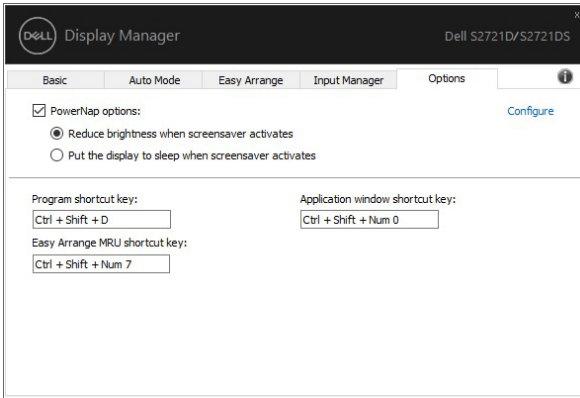 DELL Display Manager Dell S2721D/S2721DS
Basic Auto Mode Easy Arrange Input Manager Options
PowerNap options: Configure
Reduce brightness when screensaver activates
Put the display to sleep when screensaver activates
Program shortcut key: Application window shortcut key:
Ctrl + Shift + D Ctrl + Shift + Num 0
Easy Arrange MRU shortcut key:
Ctrl + Shift + Num 7